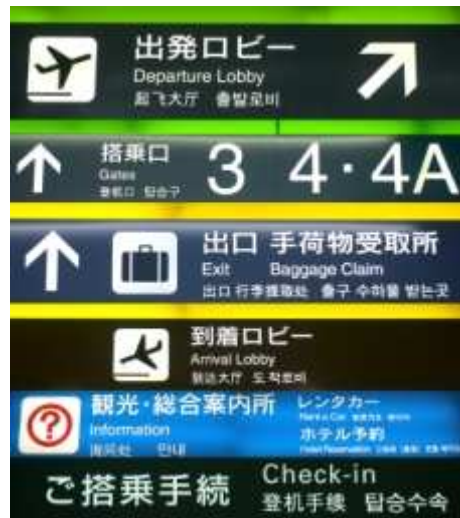 出発ロビー
Departure Lobby
起飞大厅 출발로비
搭乗口 3 4・4A
Gates
登机口 탑승구
出口 手荷物受取所
Exit Baggage Claim
出口 行李提取处 출구 수하물 받는곳
到着ロビー
Arrival Lobby
到达大厅 도착로비
観光・総合案内所 レンタカー
Information Rent a Car
안내 ホテル予約
Hotel Reservation
ご搭乗手続 Check-in
登机手续 탑승수속